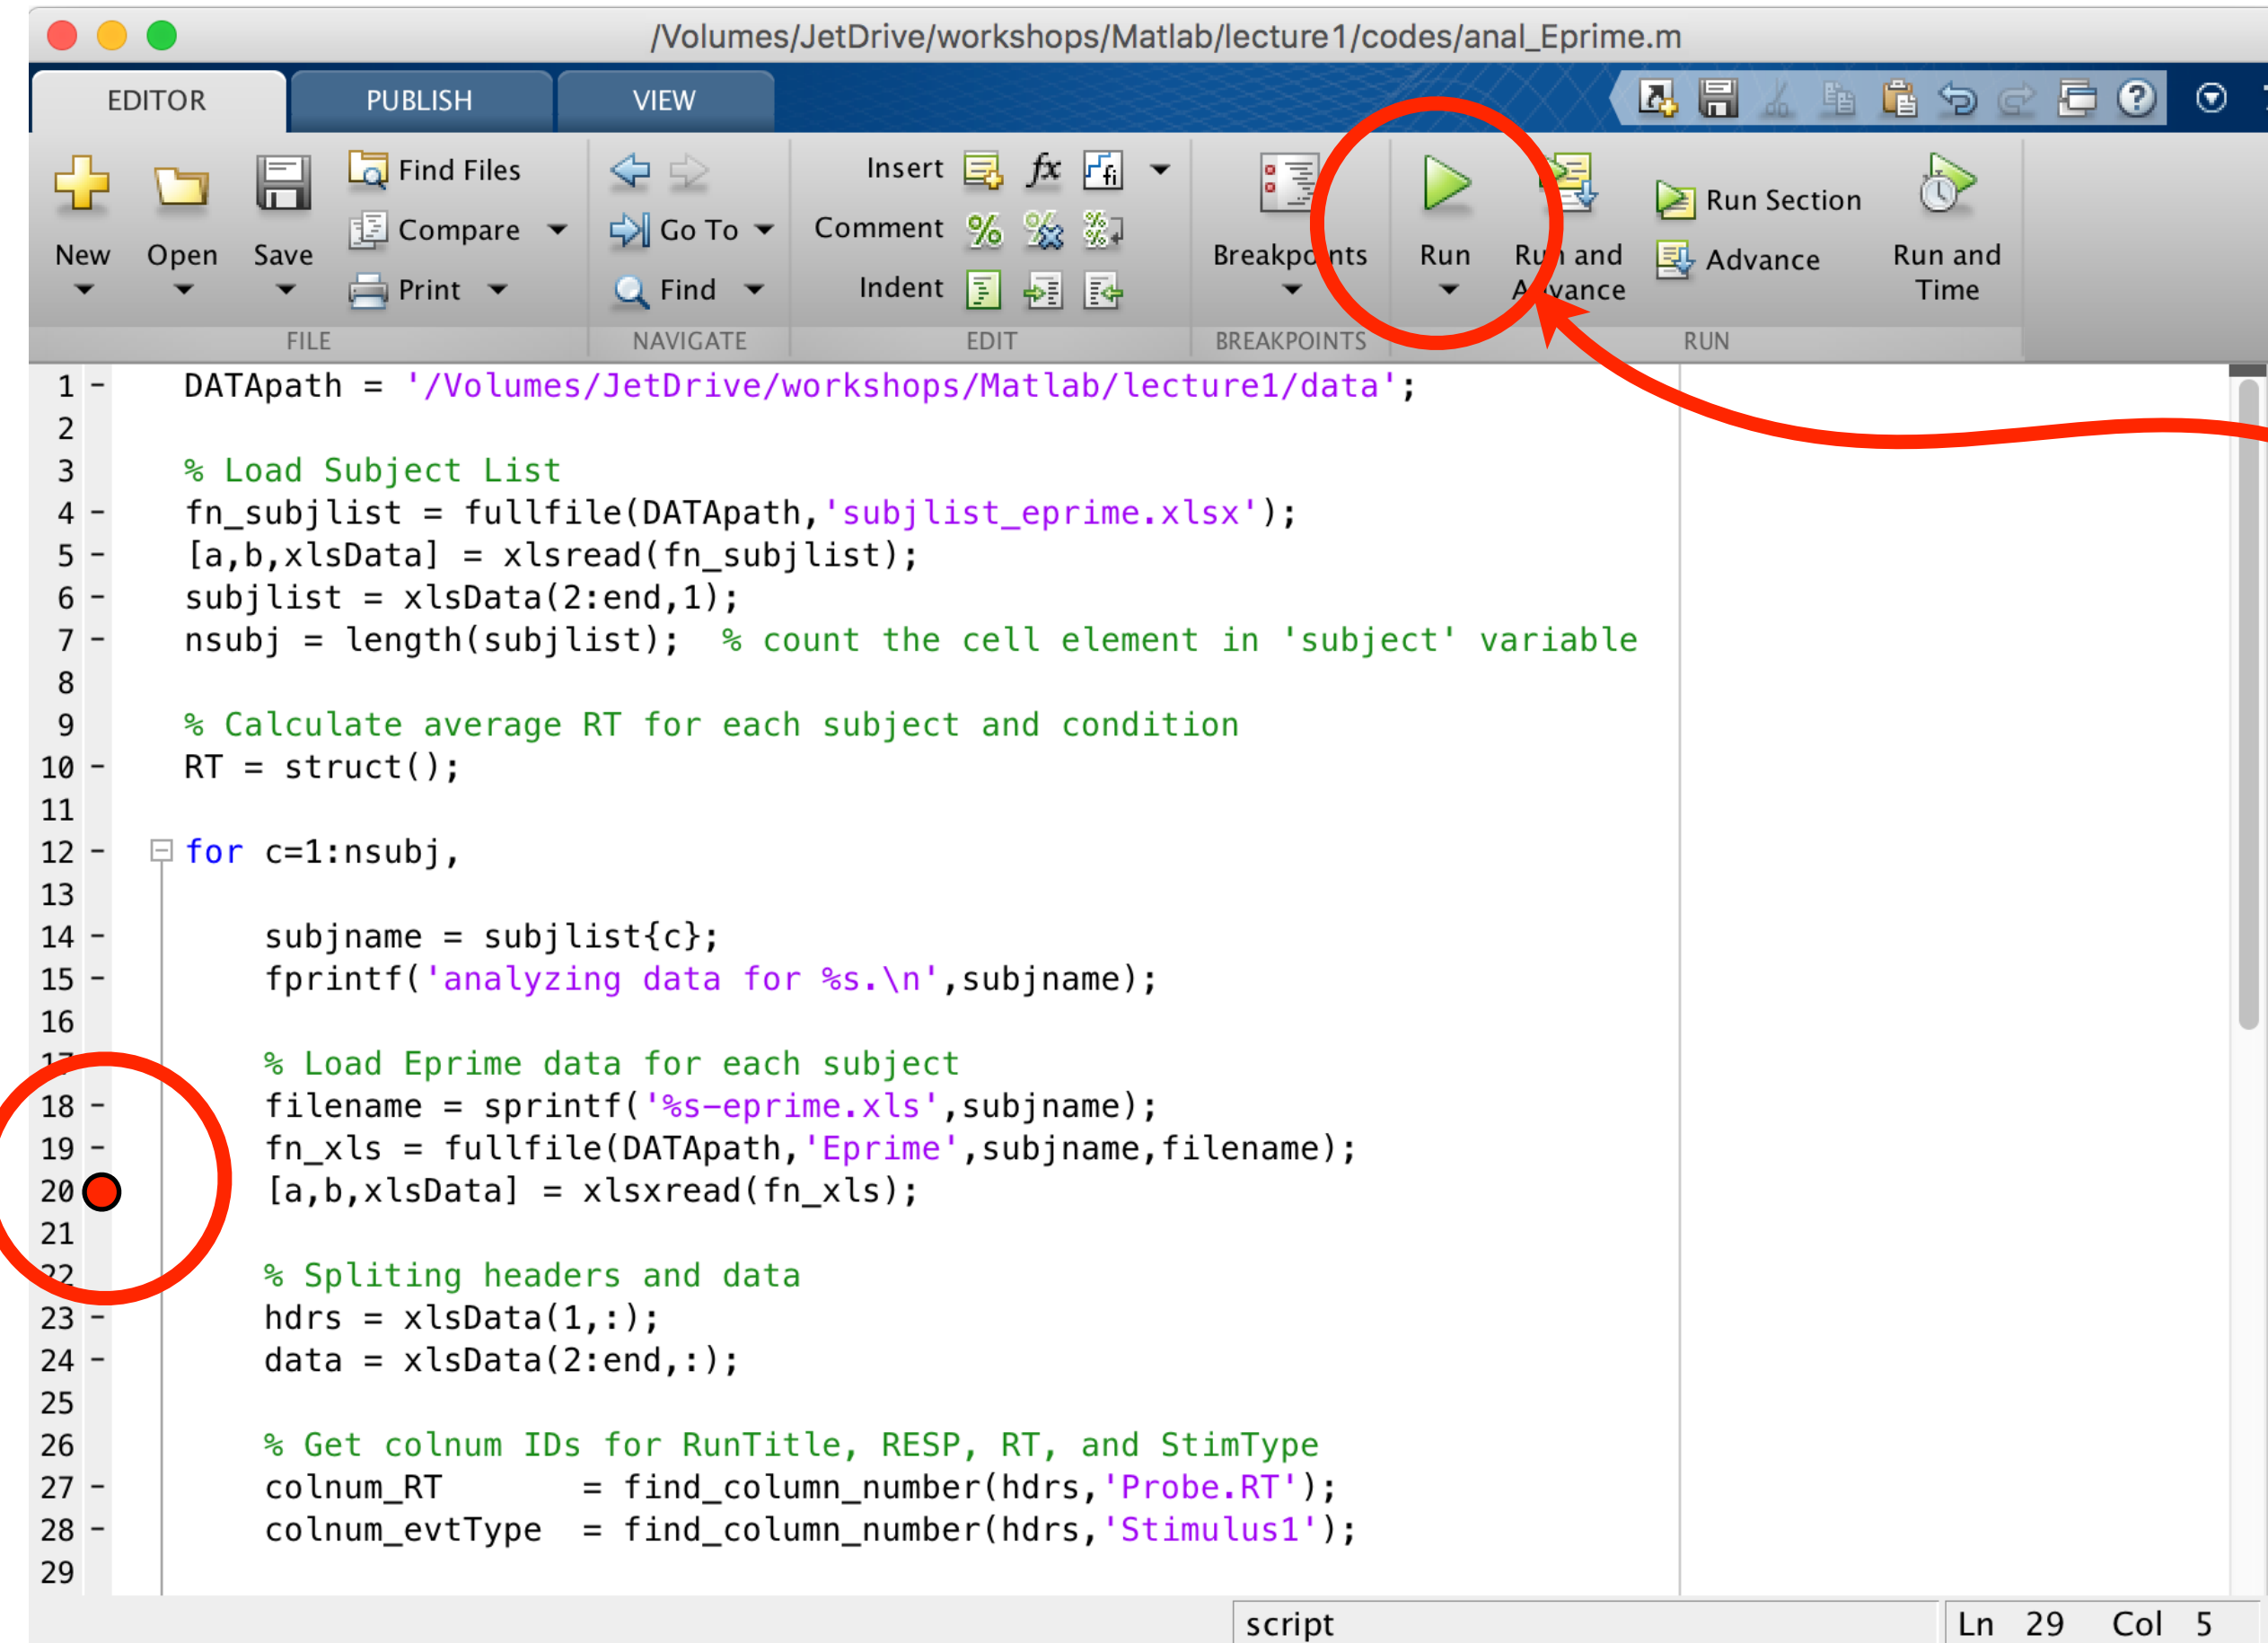 /Volumes/JetDrive/workshops/Matlab/lecture1/codes/anal_Eprime.m
EDITOR PUBLISH VIEW
New
Open
Save
Find Files
Compare
Print
FILE
Go To
Find
NAVIGATE
Insert fx fi
Comment % % %
Indent
EDIT
Breakpoints
BREAKPOINTS
Run
Run and
Advance
Run Section
Advance
Run and
Time
RUN
1 - DATApath = '/Volumes/JetDrive/workshops/Matlab/lecture1/data';
2
3 % Load Subject List
4 - fn_subjlist = fullfile(DATApath,'subjlist_eprime.xlsx');
5 - [a,b,xlsData] = xlsread(fn_subjlist);
6 - subjlist = xlsData(2:end,1);
7 - nsubj = length(subjlist); % count the cell element in 'subject' variable
8
9 % Calculate average RT for each subject and condition
10 - RT = struct();
11
12 - for c=1:nsubj,
13
14 - subjname = subjlist{c};
15 - fprintf('analyzing data for %s.\n',subjname);
16
17 % Load Eprime data for each subject
18 - filename = sprintf('%s-eprime.xls',subjname);
19 - fn_xls = fullfile(DATApath,'Eprime',subjname,filename);
20 [a,b,xlsData] = xlsxread(fn_xls);
21
22 % Spliting headers and data
23 - hdrs = xlsData(1,:);
24 - data = xlsData(2:end,:);
25
26 % Get colnum IDs for RunTitle, RESP, RT, and StimType
27 - colnum_RT = find_column_number(hdrs,'Probe.RT');
28 - colnum_evtType = find_column_number(hdrs,'Stimulus1');
29
script Ln 29 Col 5